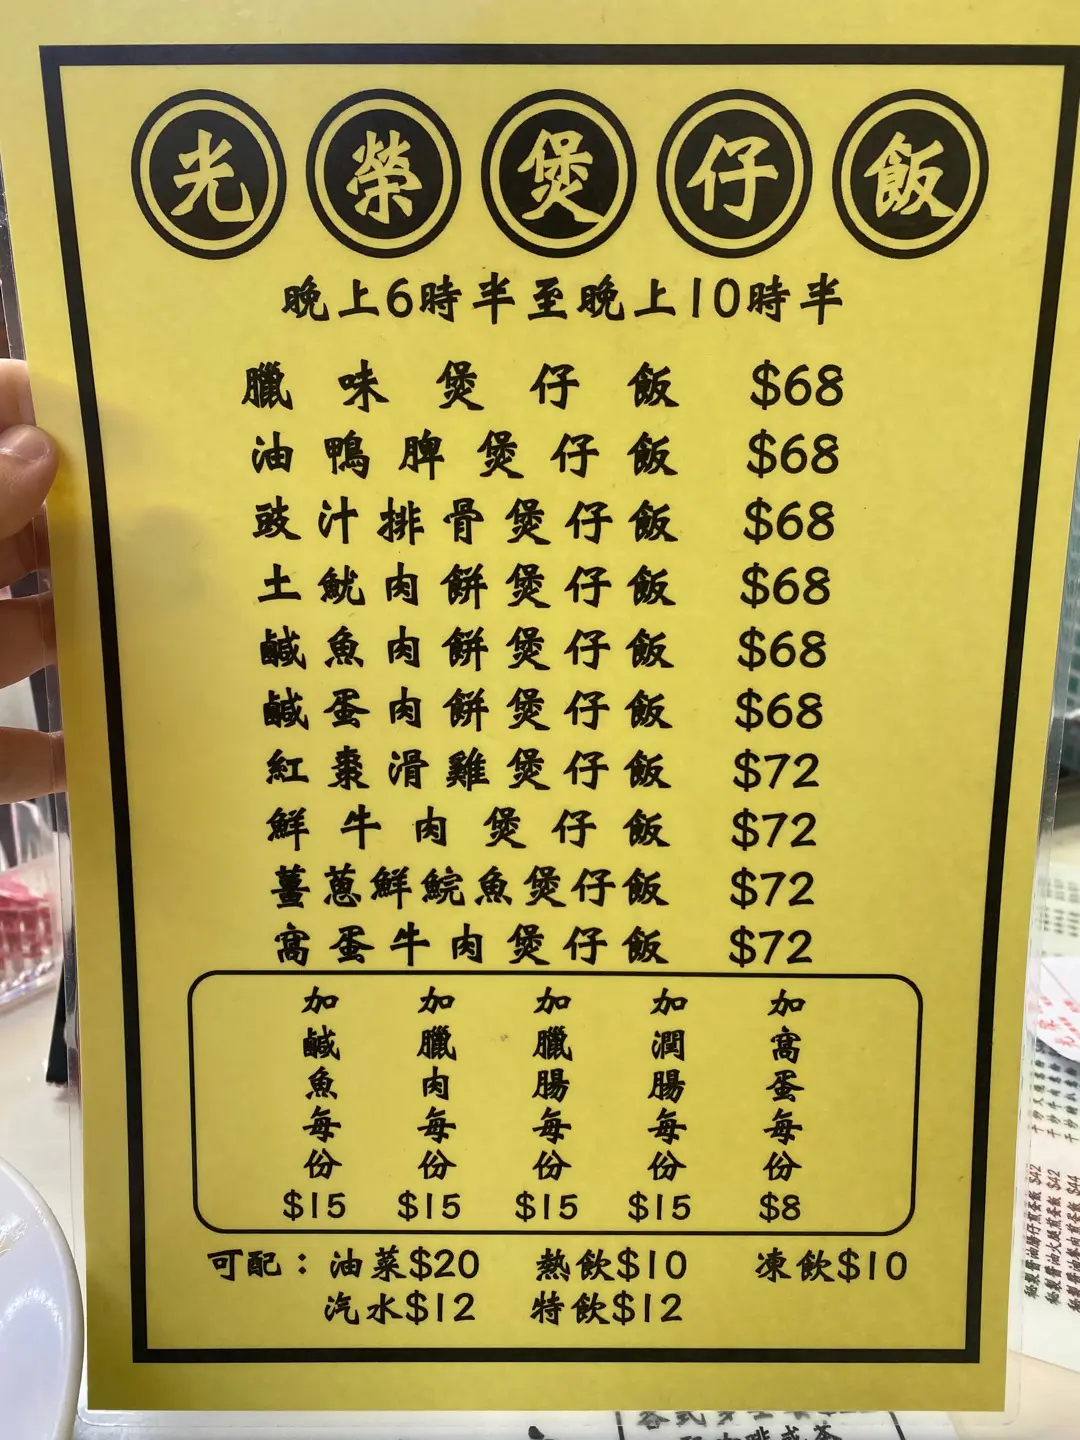 光榮煲仔飯
晚上6時半至晚上10時半
臘味煲仔飯 $68
油鴨脾煲仔飯 $68
豉汁排骨煲仔飯 $68
土魷肉餅煲仔飯 $68
鹹魚肉餅煲仔飯 $68
鹹蛋肉餅煲仔飯 $68
紅棗滑雞煲仔飯 $72
鮮牛肉煲仔飯 $72
薑蔥鮮鯇魚煲仔飯 $72
窩蛋牛肉煲仔飯 $72
加鹹魚每份 $15
加臘肉每份 $15
加臘腸每份 $15
加潤腸每份 $15
加窩蛋每份 $8
可配：油菜$20 熱飲$10 凍飲$10
汽水$12 特飲$12